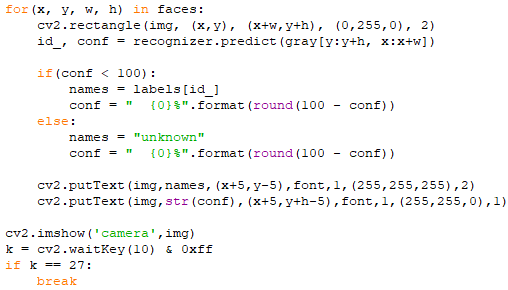 for(x, y, w, h) in faces:
    cv2.rectangle(img, (x,y), (x+w,y+h), (0,255,0), 2)
    id_, conf = recognizer.predict(gray[y:y+h, x:x+w])

    if(conf < 100):
        names = labels[id_]
        conf = "  {0}%".format(round(100 - conf))
    else:
        names = "unknown"
        conf = "  {0}%".format(round(100 - conf))

    cv2.putText(img,names,(x+5,y-5),font,1,(255,255,255),2)
    cv2.putText(img,str(conf),(x+5,y+h-5),font,1,(255,255,0),1)

cv2.imshow('camera',img)
k = cv2.waitKey(10) & 0xff
if k == 27:
    break